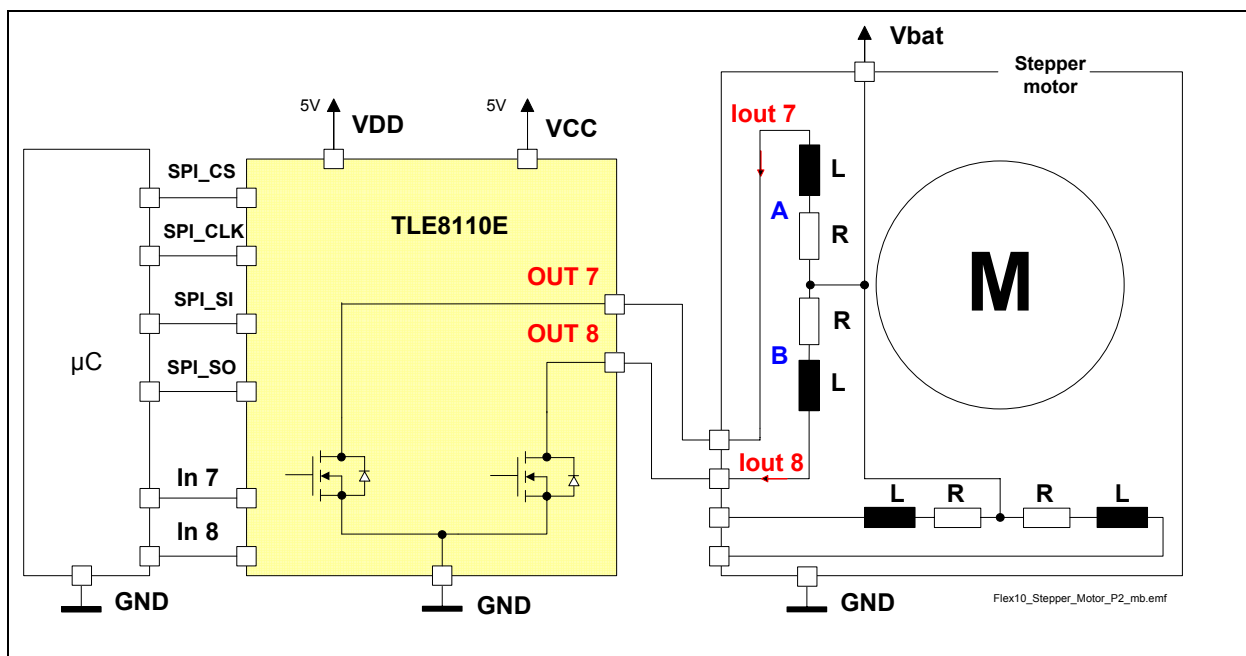 Vbat
Stepper
motor
5V
VDD
5V
VCC
Iout 7
SPI_CS
L
TLE8110E
A
SPI_CLK
R
M
OUT 7
SPI_SI
OUT 8
R
µC
SPI_SO
B
L
In 7
Iout 8
L
R
R
L
In 8
GND
GND
GND
Flex10_Stepper_Motor_P2_mb.emf